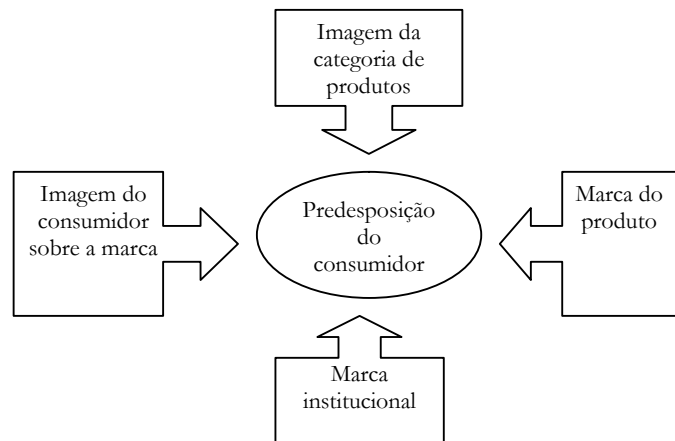 Imagem da
categoria de
produtos
Imagem do
consumidor
sobre a marca
Predesposição
do
consumidor
Marca do
produto
Marca
institucional